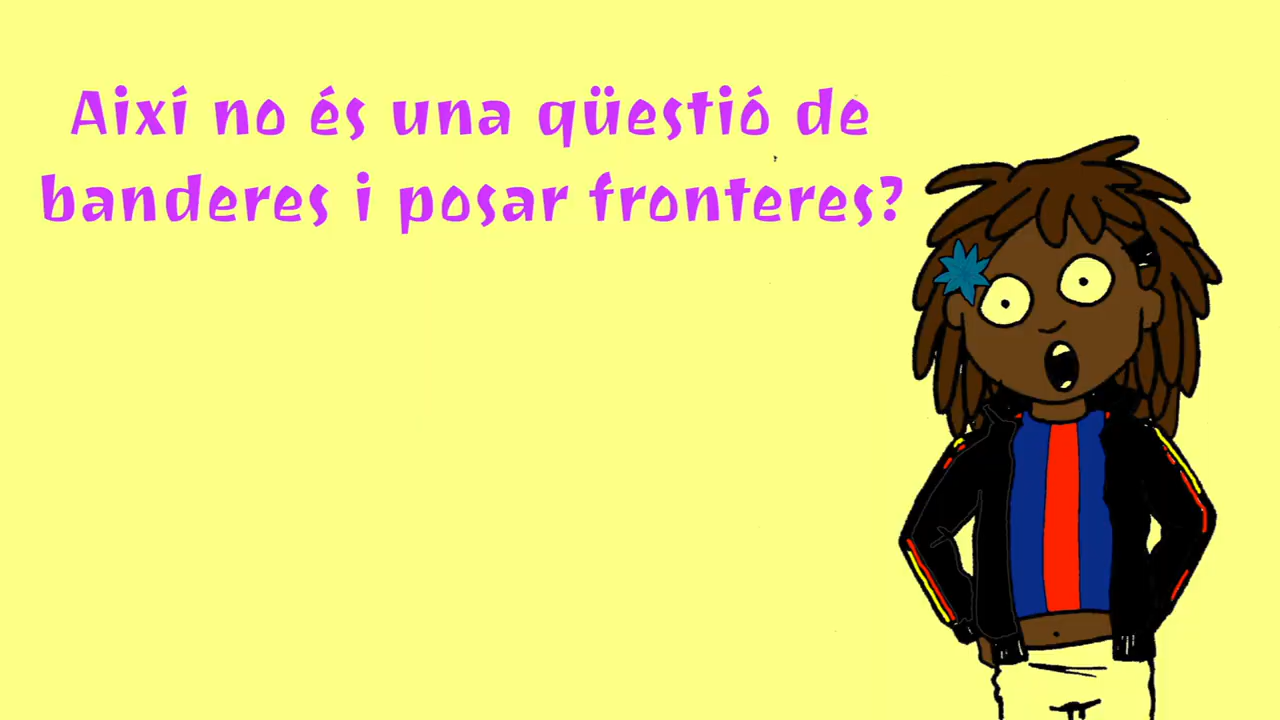 Així no és una qüestió de
banderes i posar fronteres?